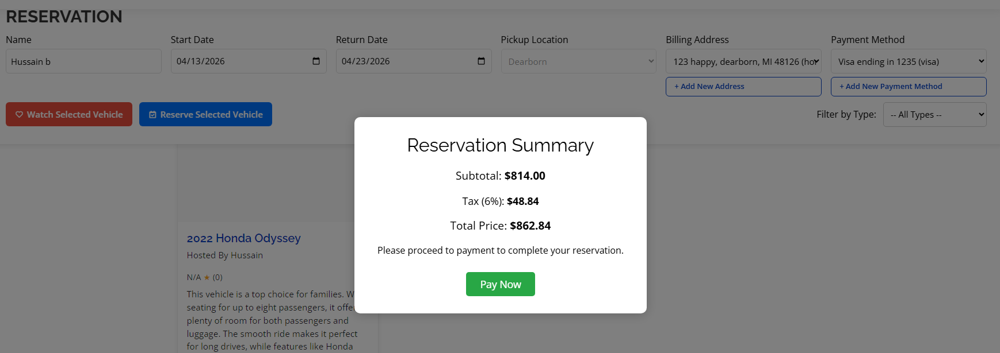 RESERVATION
Name
Start Date
Return Date
Pickup Location
Billing Address
Payment Method
Hussain b
04/13/2026
04/23/2026
Dearborn
123 happy, dearborn, MI 48126
Visa ending in 1235 (visa)
+ Add New Address
+ Add New Payment Method
Watch Selected Vehicle
Reserve Selected Vehicle
Filter by Type:
-- All Types --
Reservation Summary
Subtotal: $814.00
Tax (6%): $48.84
Total Price: $862.84
Please proceed to payment to complete your reservation.
Pay Now
2022 Honda Odyssey
Hosted By Hussain
N/A ★ (0)
This vehicle is a top choice for families.
seating for up to eight passengers, it
plenty of room for both passengers and
luggage. The smooth ride makes it perfect
for long drives, while features like Honda